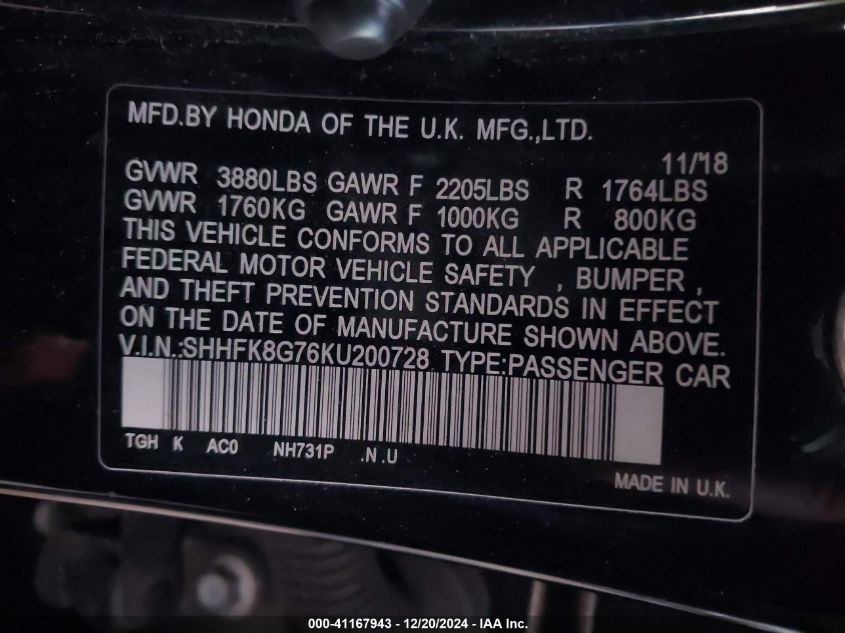 MFD.BY HONDA OF THE U.K. MFG.,LTD.
11/18
GVWR 3880LBS GAWR F 2205LBS R 1764LBS
GVWR 1760KG GAWR F 1000KG R 800KG
THIS VEHICLE CONFORMS TO ALL APPLICABLE
FEDERAL MOTOR VEHICLE SAFETY , BUMPER ,
AND THEFT PREVENTION STANDARDS IN EFFECT
ON THE DATE OF MANUFACTURE SHOWN ABOVE.
V.I.N.:SHHFK8G76KU200728 TYPE:PASSENGER CAR
TGH K AC0 NH731P .N .U
MADE IN U.K.
000-41167943 / 12/20/2024 - IAA Inc.